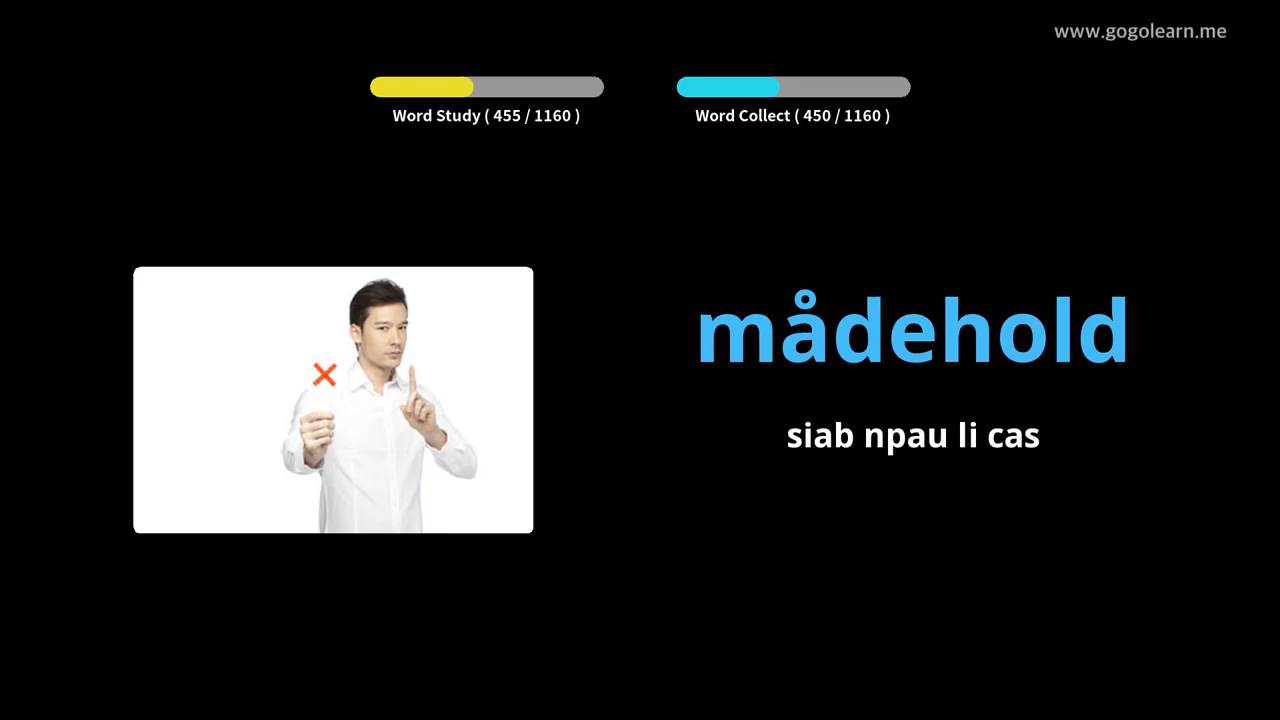 www.gogolearn.me
Word Study ( 455 / 1160 )
Word Collect ( 450 / 1160 )
mådehold
siab npau li cas